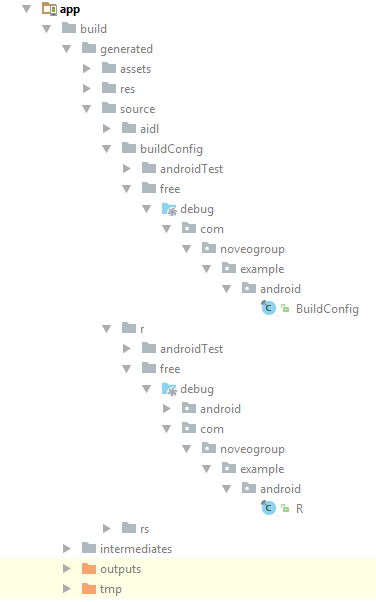 app
build
generated
assets
res
source
aidl
buildConfig
androidTest
free
debug
com
noveogroup
example
android
BuildConfig
r
androidTest
free
debug
android
com
noveogroup
example
android
R
rs
intermediates
outputs
tmp